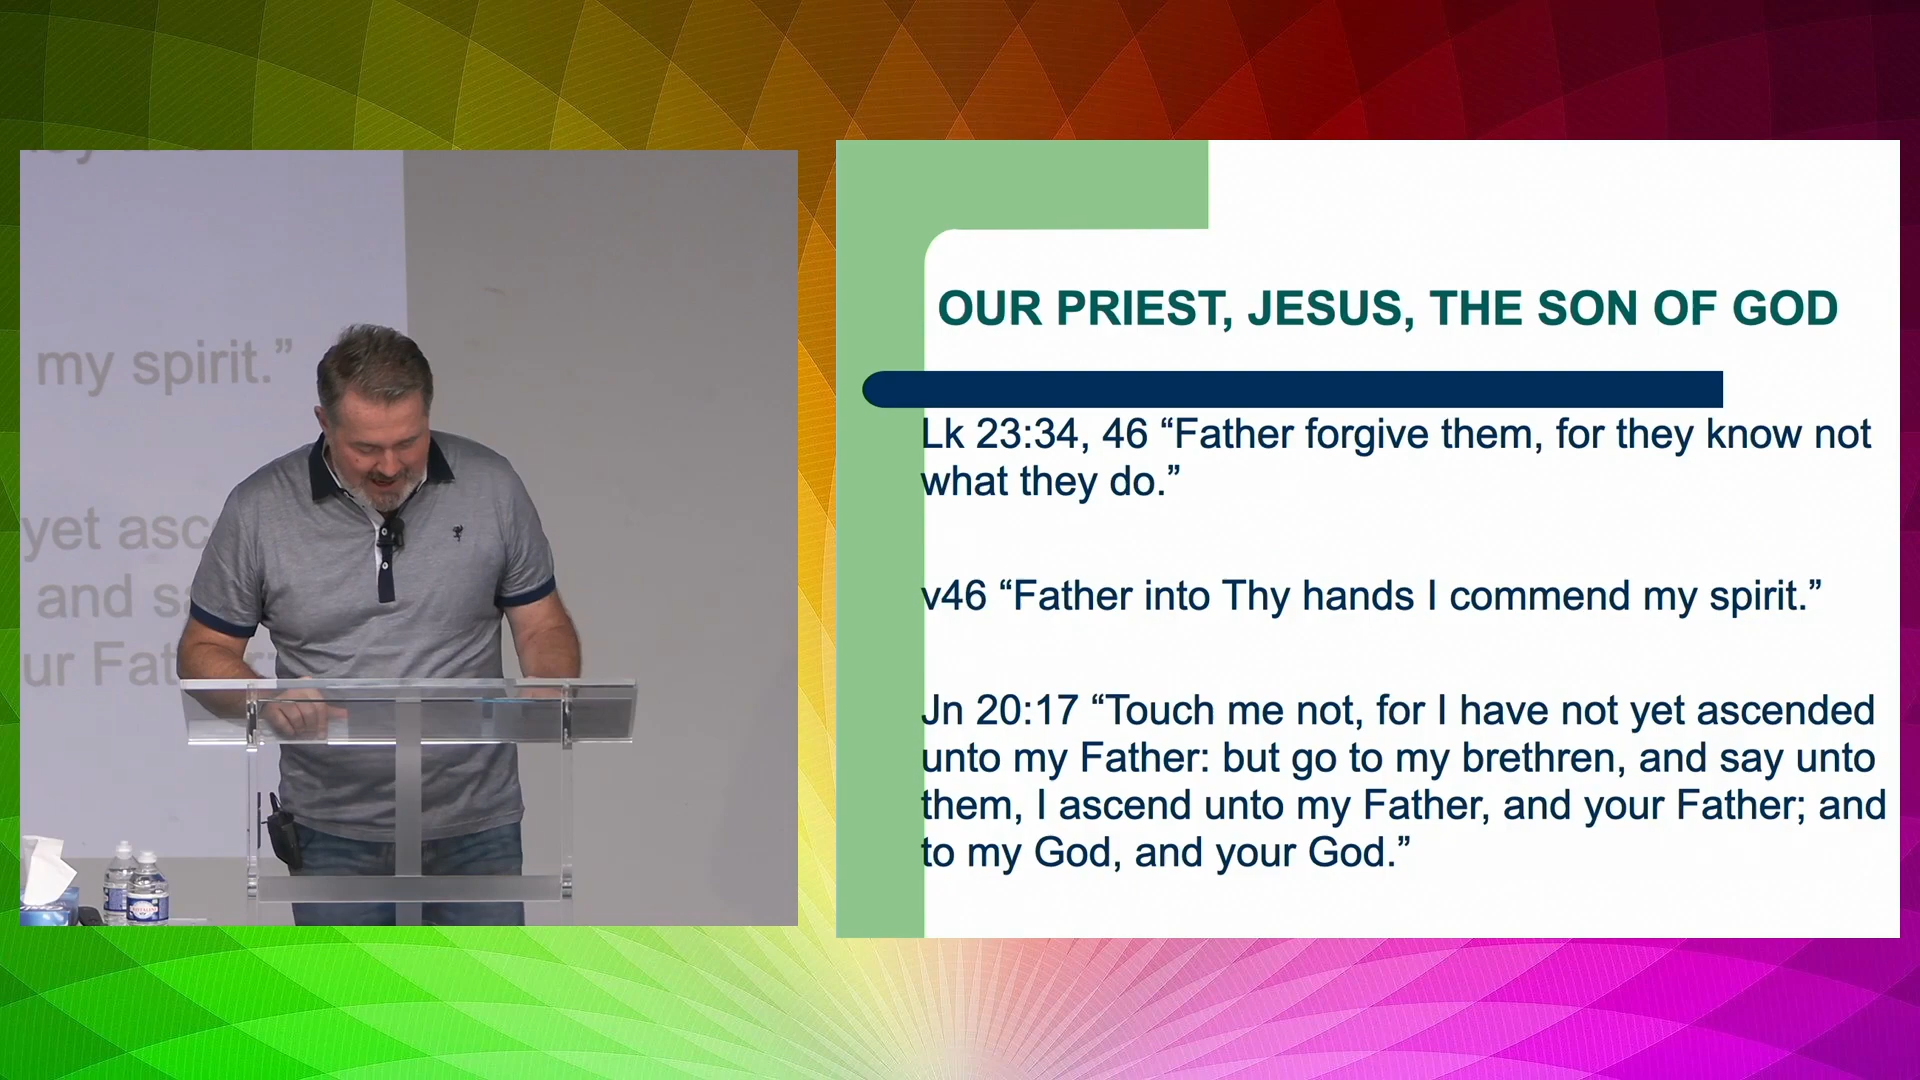 my spirit.”
yet asc
and s
ur Fat
OUR PRIEST, JESUS, THE SON OF GOD
Lk 23:34, 46 “Father forgive them, for they know not
what they do.”
v46 “Father into Thy hands I commend my spirit.”
Jn 20:17 “Touch me not, for I have not yet ascended
unto my Father: but go to my brethren, and say unto
them, I ascend unto my Father, and your Father; and
to my God, and your God.”